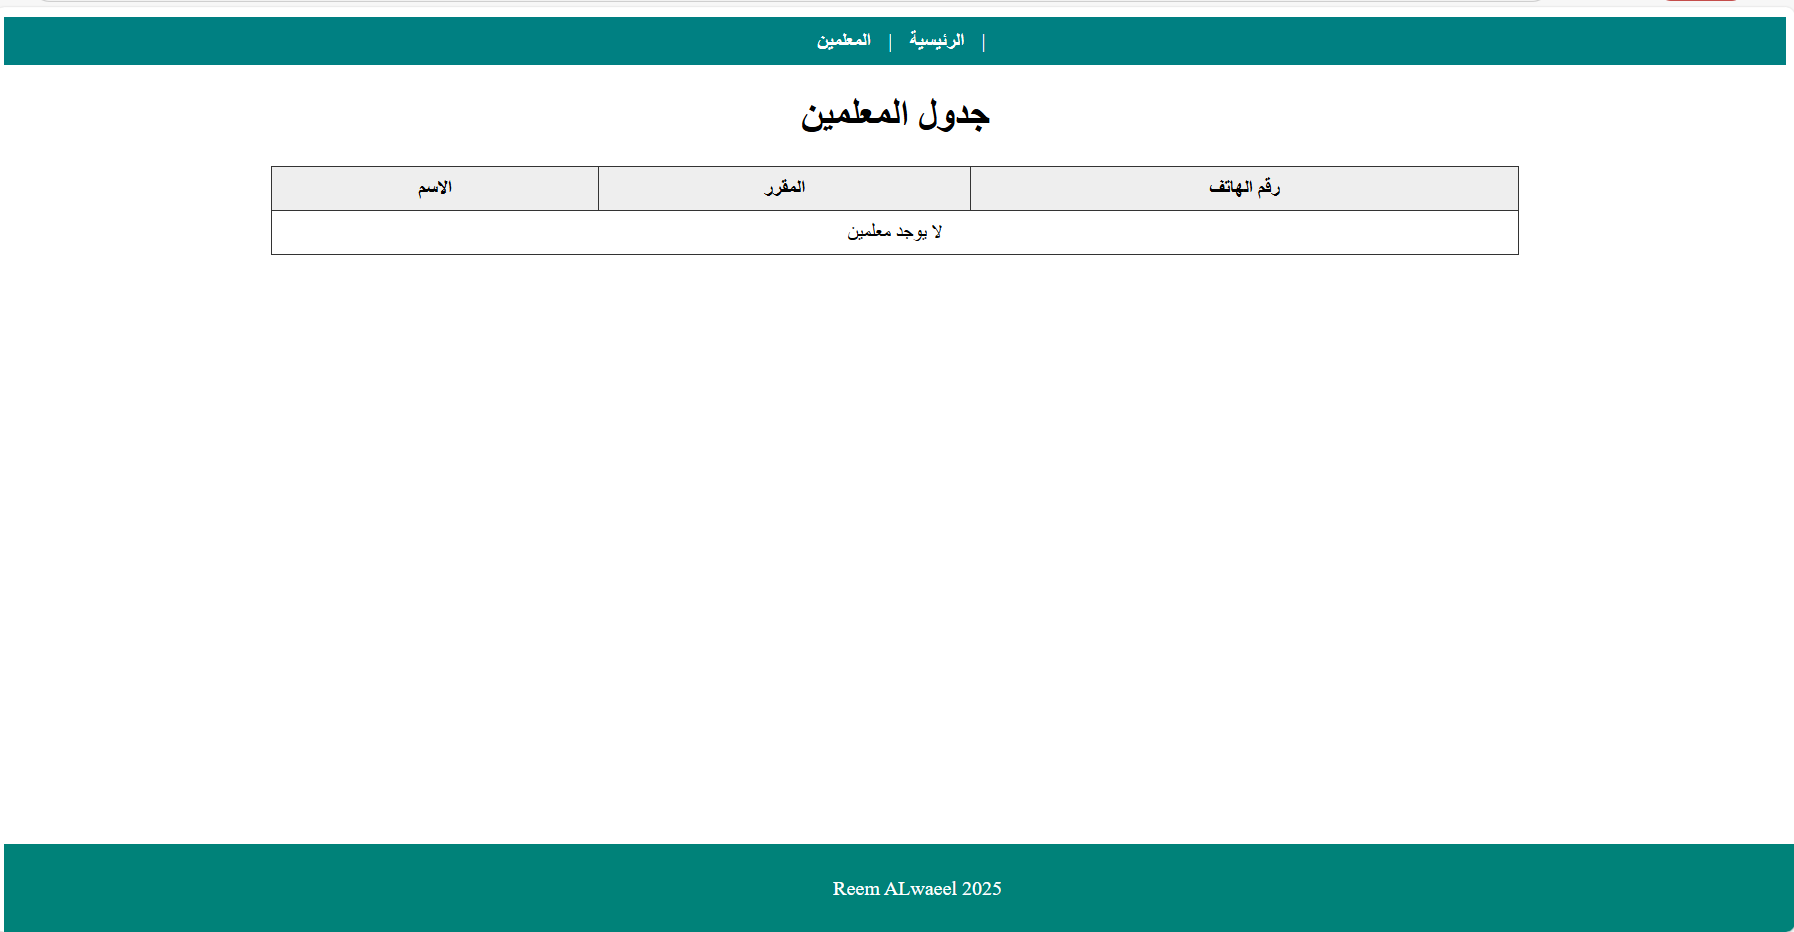 | الرئيسية | المعلمين
جدول المعلمين
الاسم المقرر رقم الهاتف
لا يوجد معلمين
Reem ALwaeel 2025